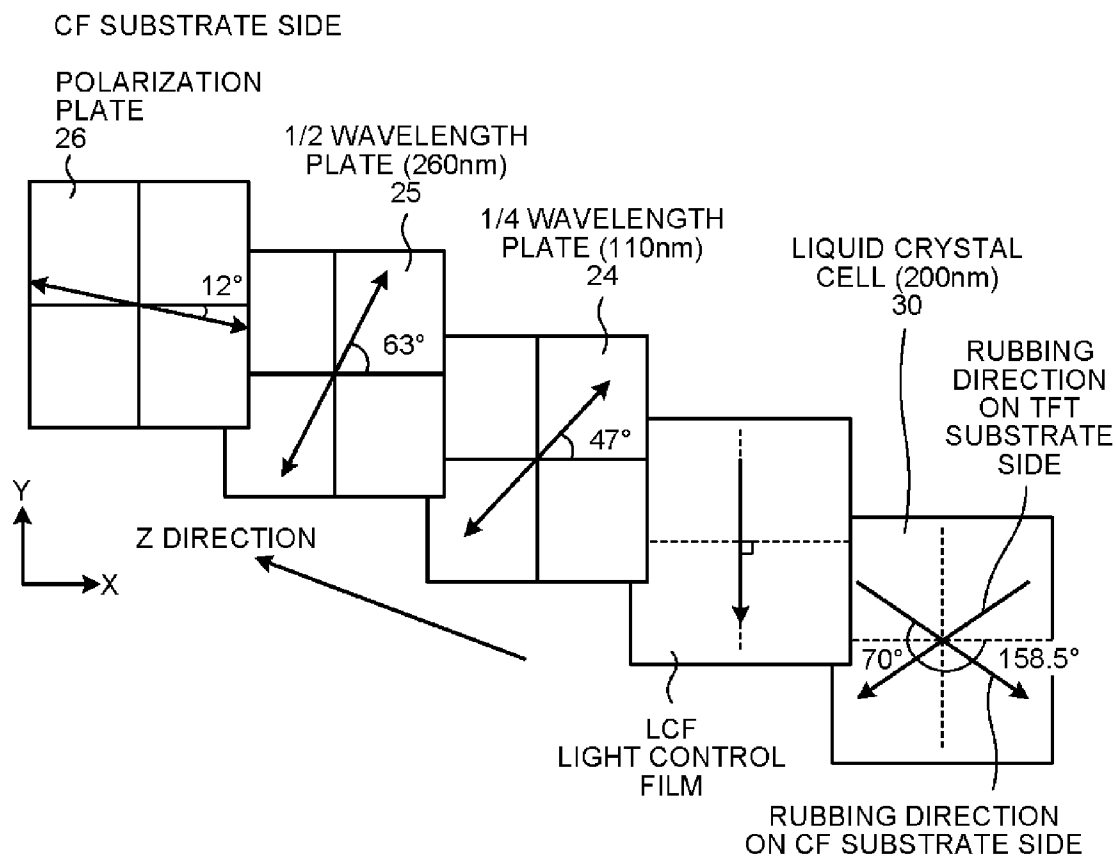 CF SUBSTRATE SIDE
POLARIZATION
PLATE
26
1/2 WAVELENGTH
PLATE (260nm)
25
1/4 WAVELENGTH
PLATE (110nm)
24
LIQUID CRYSTAL
CELL (200nm)
30
RUBBING
DIRECTION
ON TFT
SUBSTRATE
SIDE
12°
63°
47°
Y
X
Z DIRECTION
70°
158.5°
LCF
LIGHT CONTROL
FILM
RUBBING DIRECTION
ON CF SUBSTRATE SIDE